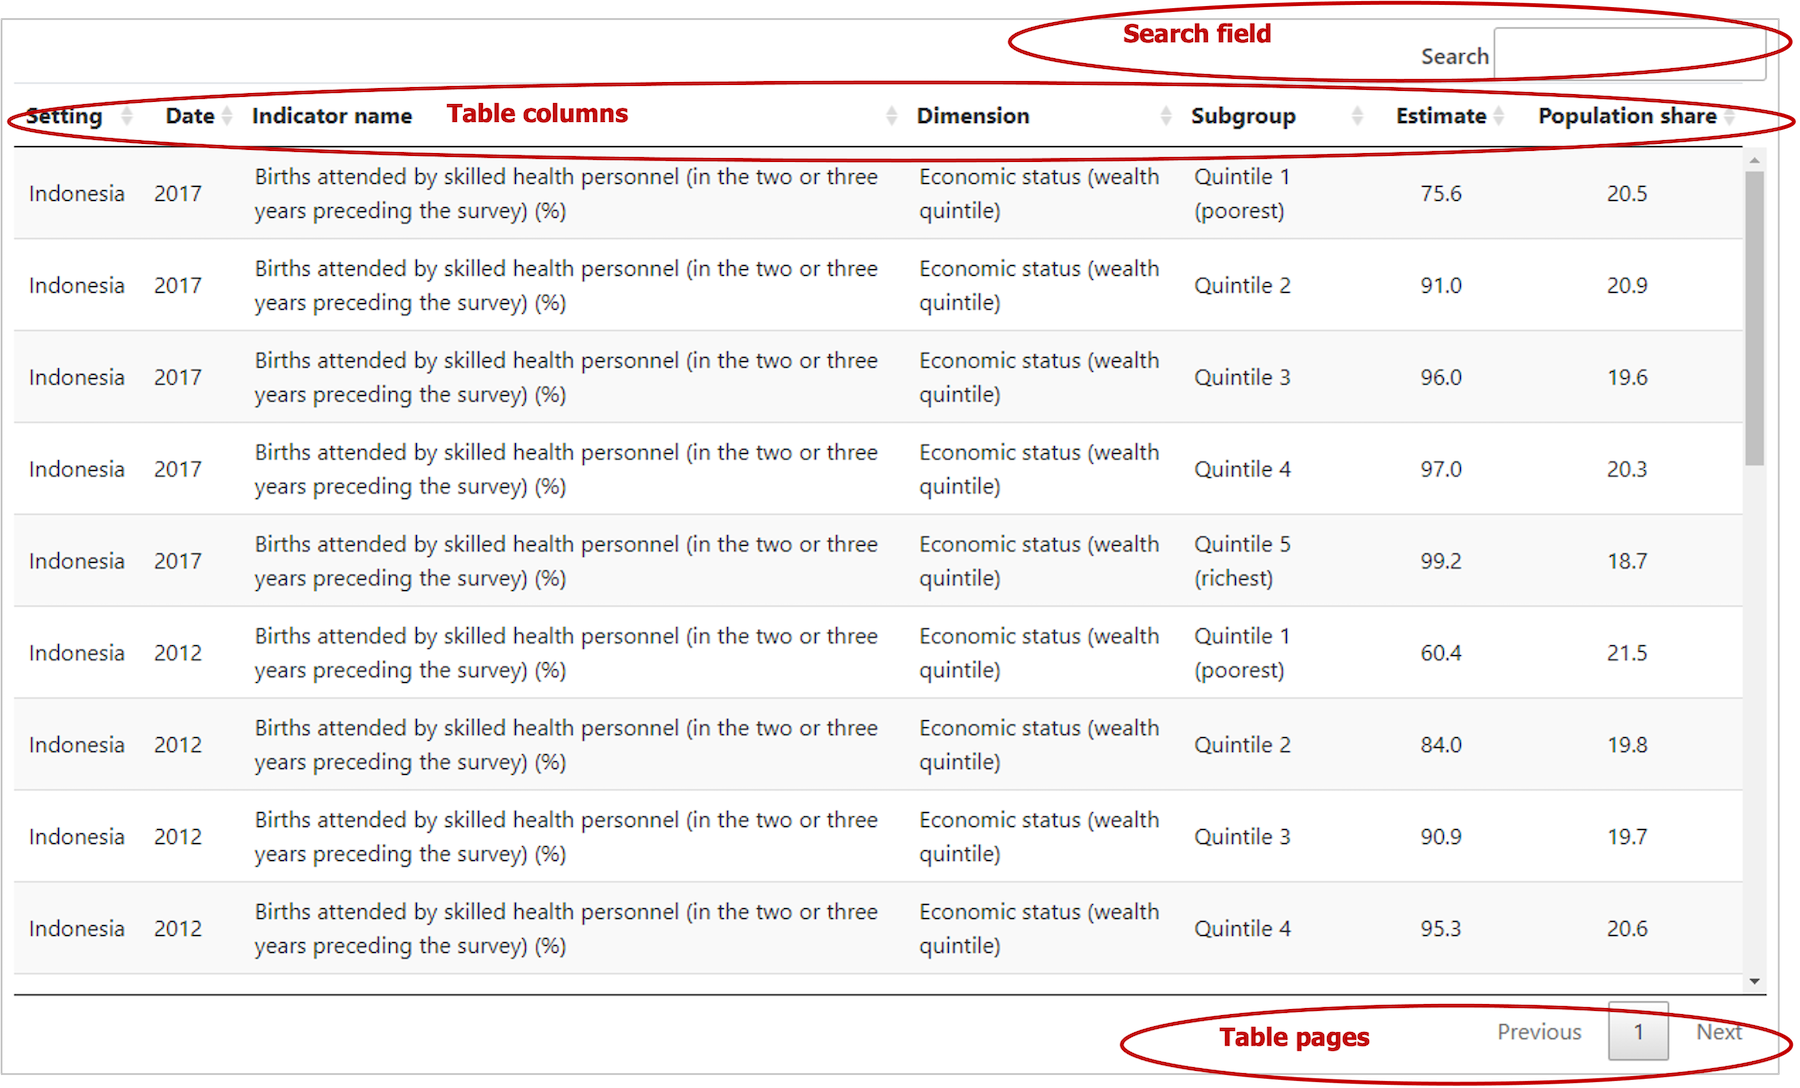 Search field
Search
Setting Date Indicator name Table columns Dimension Subgroup Estimate Population share
Births attended by skilled health personnel (in the two or three Economic status (wealth Quintile 1
Indonesia 2017 75.6 20.5
years preceding the survey) (%) quintile) (poorest)
Births attended by skilled health personnel (in the two or three Economic status (wealth
Indonesia 2017 Quintile 2 91.0 20.9
years preceding the survey) (%) quintile)
Births attended by skilled health personnel (in the two or three Economic status (wealth
Indonesia 2017 Quintile 3 96.0 19.6
years preceding the survey) (%) quintile)
Births attended by skilled health personnel (in the two or three Economic status (wealth
Indonesia 2017 Quintile 4 97.0 20.3
years preceding the survey) (%) quintile)
Births attended by skilled health personnel (in the two or three Economic status (wealth Quintile 5
Indonesia 2017 99.2 18.7
years preceding the survey) (%) quintile) (richest)
Births attended by skilled health personnel (in the two or three Economic status (wealth Quintile 1
Indonesia 2012 60.4 21.5
years preceding the survey) (%) quintile) (poorest)
Births attended by skilled health personnel (in the two or three Economic status (wealth
Indonesia 2012 Quintile 2 84.0 19.8
years preceding the survey) (%) quintile)
Births attended by skilled health personnel (in the two or three Economic status (wealth
Indonesia 2012 Quintile 3 90.9 19.7
years preceding the survey) (%) quintile)
Births attended by skilled health personnel (in the two or three Economic status (wealth
Indonesia 2012 Quintile 4 95.3 20.6
years preceding the survey) (%) quintile)
Table pages Previous 1 Next